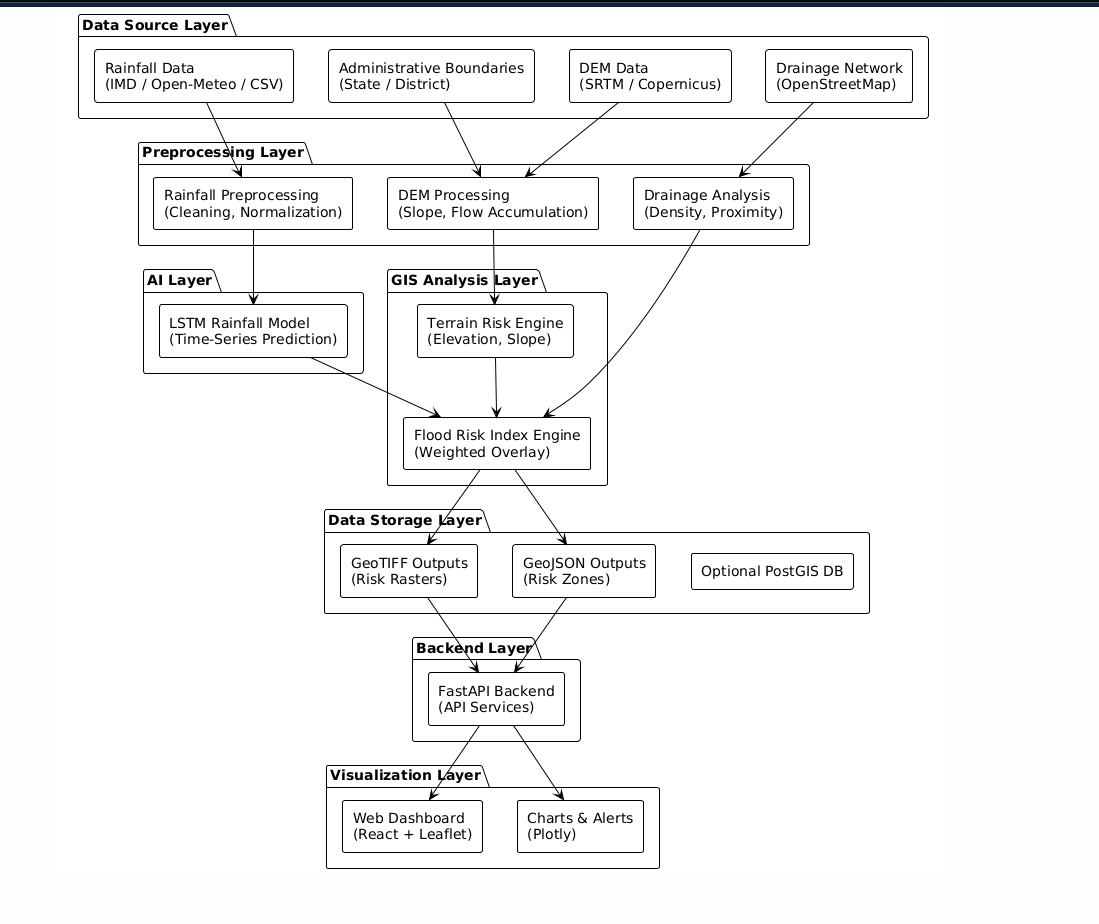 Data Source Layer
Rainfall Data
(IMD / Open-Meteo / CSV)
Administrative Boundaries
(State / District)
DEM Data
(SRTM / Copernicus)
Drainage Network
(OpenStreetMap)
Preprocessing Layer
Rainfall Preprocessing
(Cleaning, Normalization)
DEM Processing
(Slope, Flow Accumulation)
Drainage Analysis
(Density, Proximity)
AI Layer
LSTM Rainfall Model
(Time-Series Prediction)
GIS Analysis Layer
Terrain Risk Engine
(Elevation, Slope)
Flood Risk Index Engine
(Weighted Overlay)
Data Storage Layer
GeoTIFF Outputs
(Risk Rasters)
GeoJSON Outputs
(Risk Zones)
Optional PostGIS DB
Backend Layer
FastAPI Backend
(API Services)
Visualization Layer
Web Dashboard
(React + Leaflet)
Charts & Alerts
(Plotly)